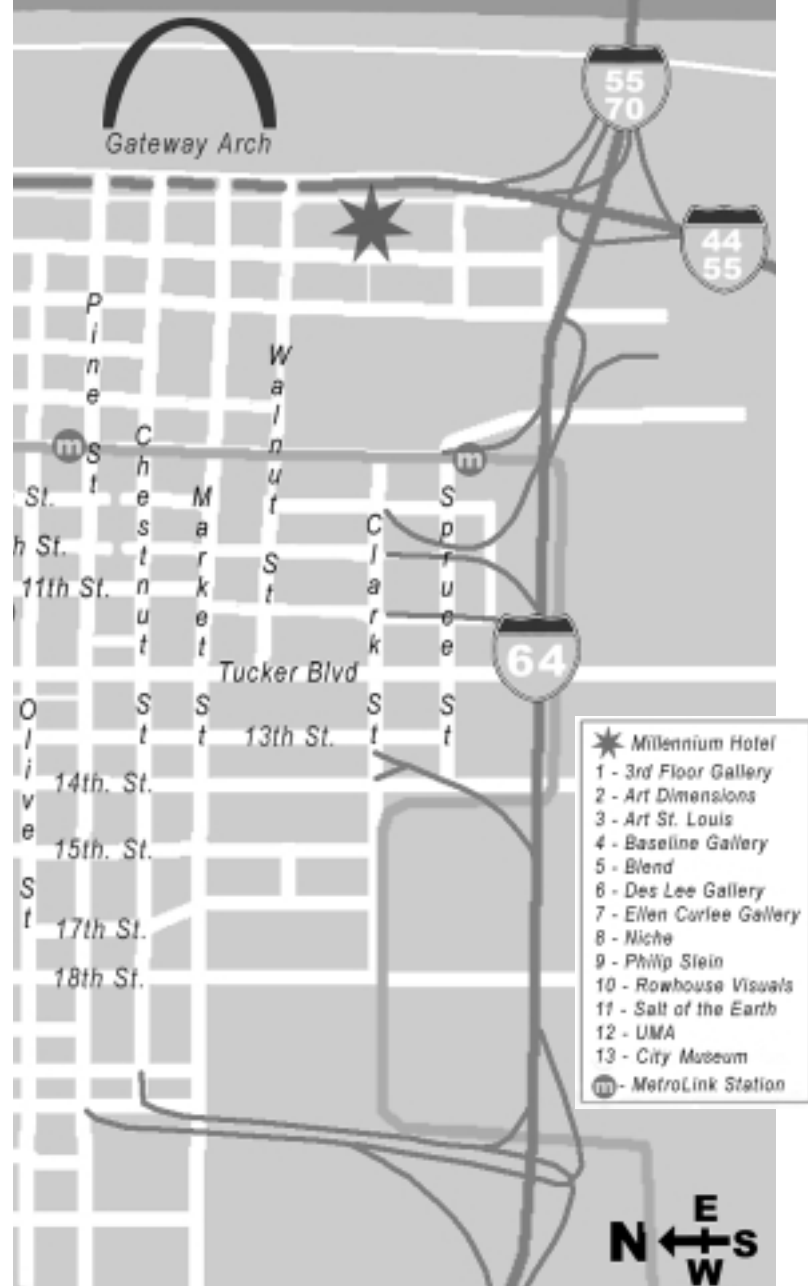 55
70
Gateway Arch
44
55
Pine St
Walnut St
Chestnut St
m
m
Market St
Spruee St
Clark St
St.
h St.
11th St.
)
64
Tucker Blvd
Olive St
13th St.
14th. St.
15th. St.
17th St.
18th St.
Millennium Hotel
1 - 3rd Floor Gallery
2 - Art Dimensions
3 - Art St. Louis
4 - Baseline Gallery
5 - Blend
6 - Des Lee Gallery
7 - Ellen Curlee Gallery
8 - Niche
9 - Philip Slein
10 - Rowhouse Visuals
11 - Salt of the Earth
12 - UMA
13 - City Museum
m - MetroLink Station
E
N S
W